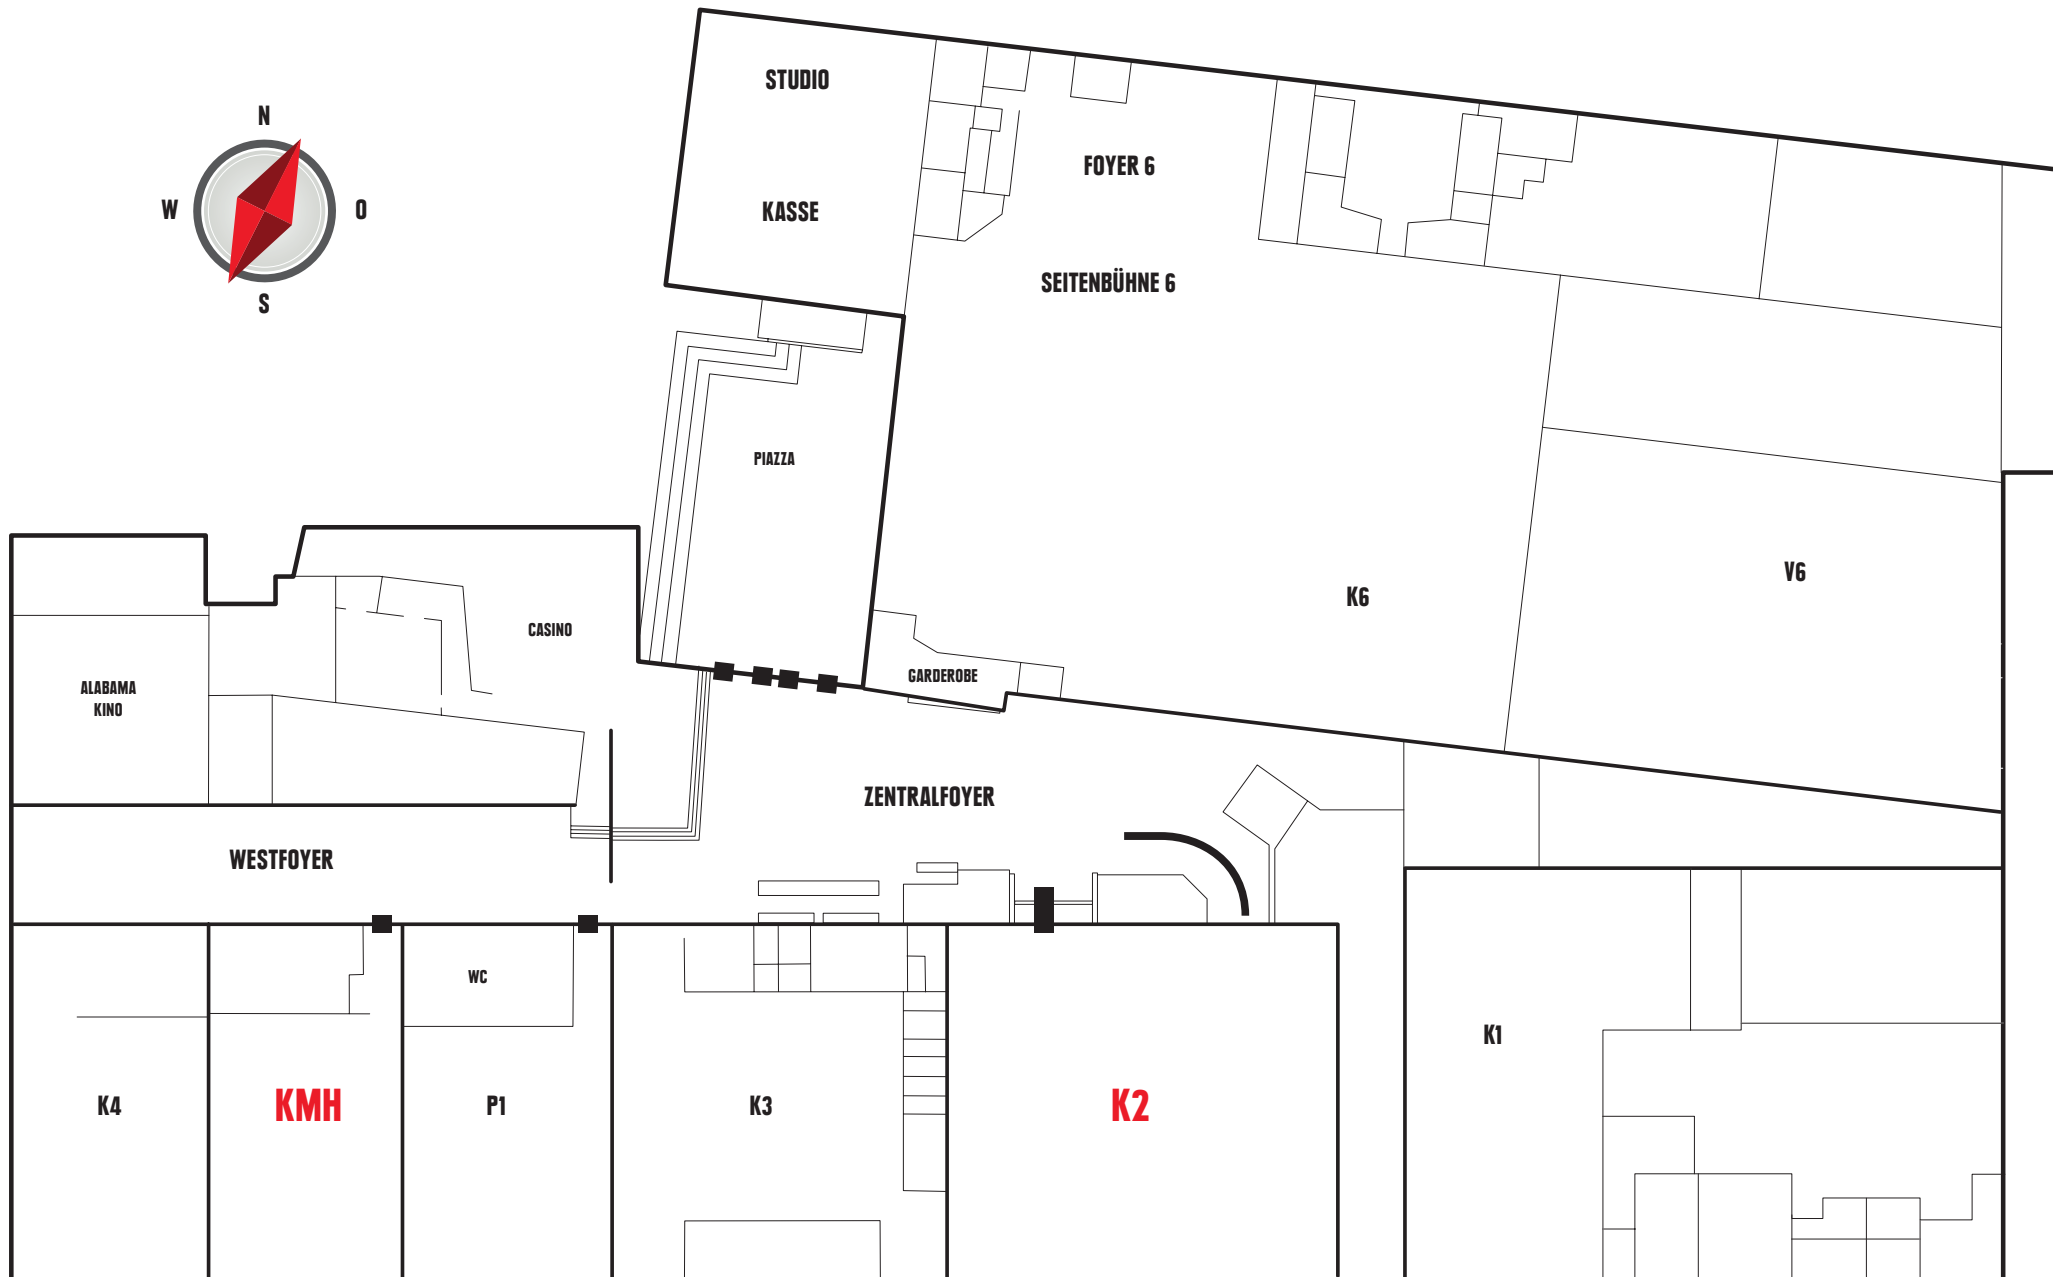 STUDIO
N
FOYER 6
KASSE
W
O
SEITENBÜHNE 6
S
PIAZZA
V6
K6
CASINO
GARDEROBE
ALABAMA
KINO
ZENTRALFOYER
WESTFOYER
WC
K1
K4
KMH
P1
K3
K2